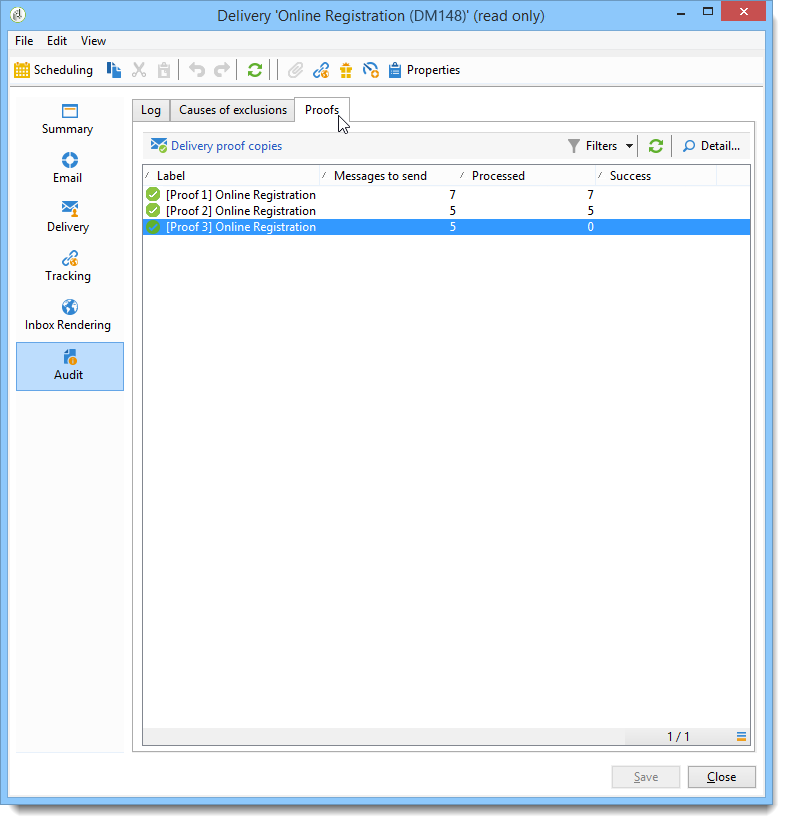 Delivery 'Online Registration (DM148)' (read only)
File Edit View
Scheduling Properties
Summary
Email
Delivery
Tracking
Inbox Rendering
Audit
Log Causes of exclusions Proofs
Delivery proof copies Filters Detail...
Label Messages to send Processed Success
[Proof 1] Online Registration 7 7
[Proof 2] Online Registration 5 5
[Proof 3] Online Registration 5 0
1 / 1
Save Close